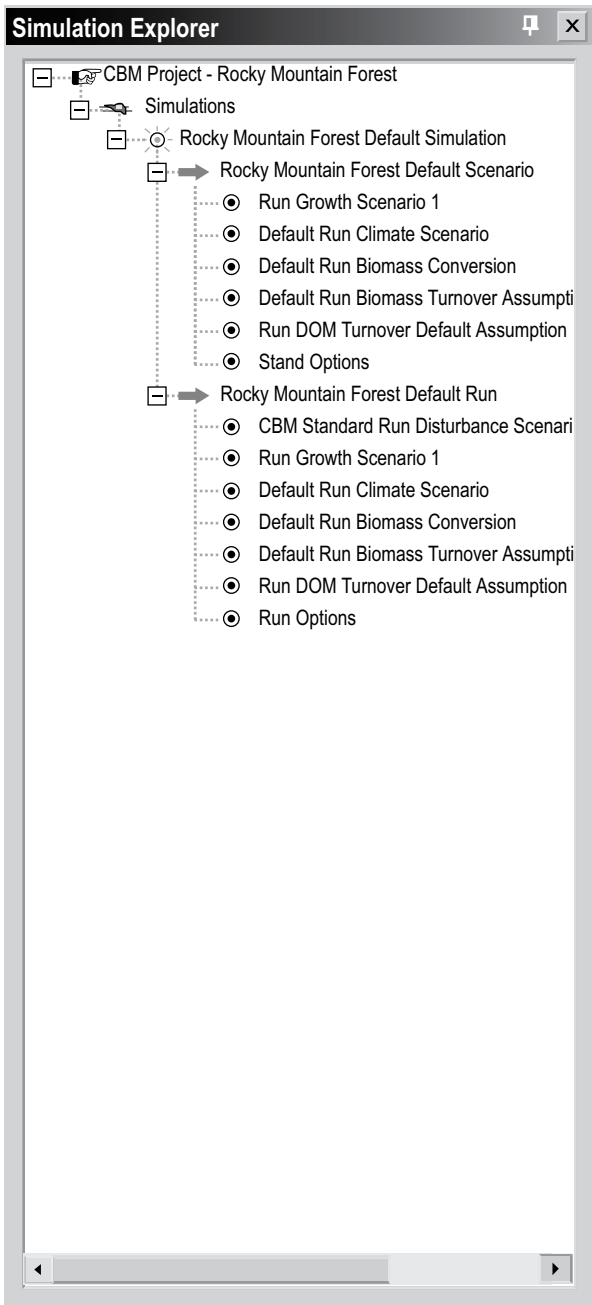 Simulation Explorer
CBM Project - Rocky Mountain Forest
Simulations
Rocky Mountain Forest Default Simulation
Rocky Mountain Forest Default Scenario
Run Growth Scenario 1
Default Run Climate Scenario
Default Run Biomass Conversion
Default Run Biomass Turnover Assumpti
Run DOM Turnover Default Assumption
Stand Options
Rocky Mountain Forest Default Run
CBM Standard Run Disturbance Scenari
Run Growth Scenario 1
Default Run Climate Scenario
Default Run Biomass Conversion
Default Run Biomass Turnover Assumpti
Run DOM Turnover Default Assumption
Run Options